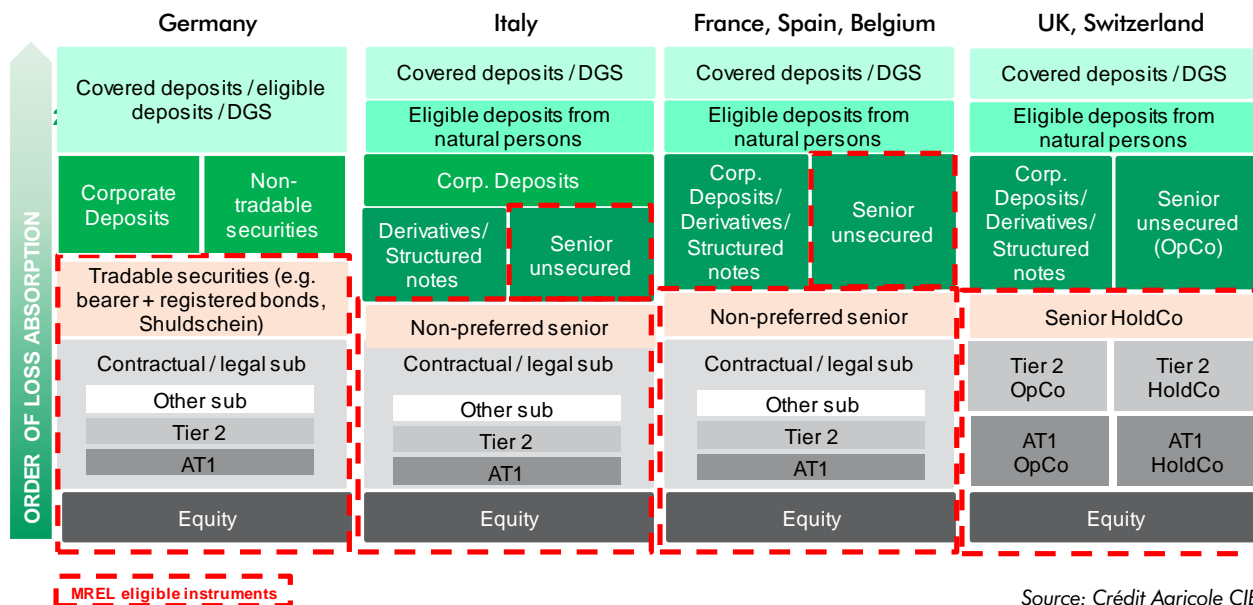 Germany
Italy
France, Spain, Belgium
UK, Switzerland
ORDER OF LOSS ABSORPTION
Covered deposits / eligible
deposits / DGS
Corporate
Deposits
Non-
tradable
securities
Tradable securities (e.g.
bearer + registered bonds,
Shuldschein)
Contractual / legal sub
Other sub
Tier 2
AT1
Equity
Covered deposits / DGS
Eligible deposits from
natural persons
Corp. Deposits
Derivatives/
Structured
notes
Senior
unsecured
Non-preferred senior
Contractual / legal sub
Other sub
Tier 2
AT1
Equity
Covered deposits / DGS
Eligible deposits from
natural persons
Corp.
Deposits/
Derivatives/
Structured
notes
Senior
unsecured
Non-preferred senior
Contractual / legal sub
Other sub
Tier 2
AT1
Equity
Covered deposits / DGS
Eligible deposits from
natural persons
Corp.
Deposits/
Derivatives/
Structured
notes
Senior
unsecured
(OpCo)
Senior HoldCo
Tier 2
OpCo
Tier 2
HoldCo
AT1
OpCo
AT1
HoldCo
Equity
MREL eligible instruments
Source: Crédit Agricole CIB